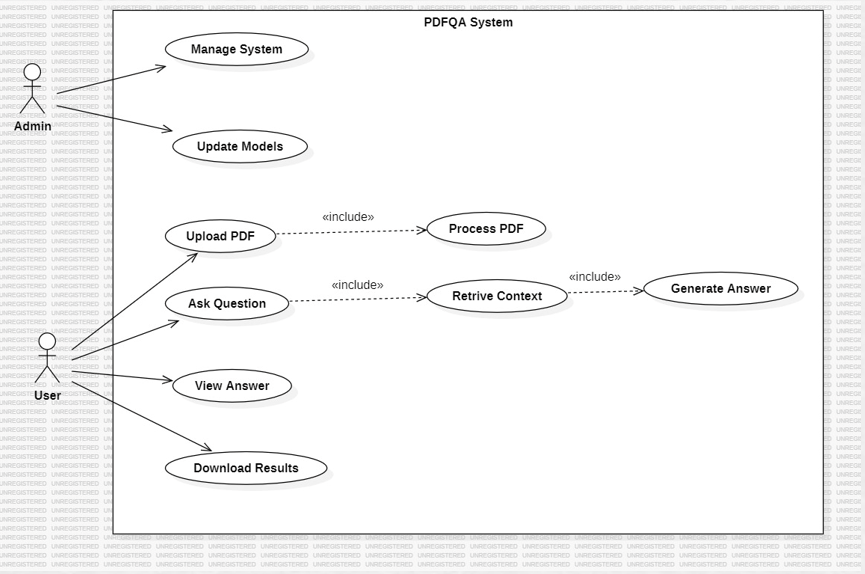 PDFQA System
Manage System
Admin
Update Models
«include»
Upload PDF
Process PDF
«include»
«include»
Ask Question
Retrive Context
Generate Answer
User
View Answer
Download Results
UNREGISTERED